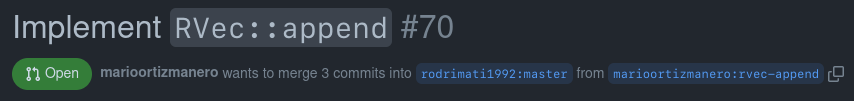 Implement RVec::append #70
Open marioortizmanero wants to merge 3 commits into rodrimati1992:master from marioortizmanero:rvec-append